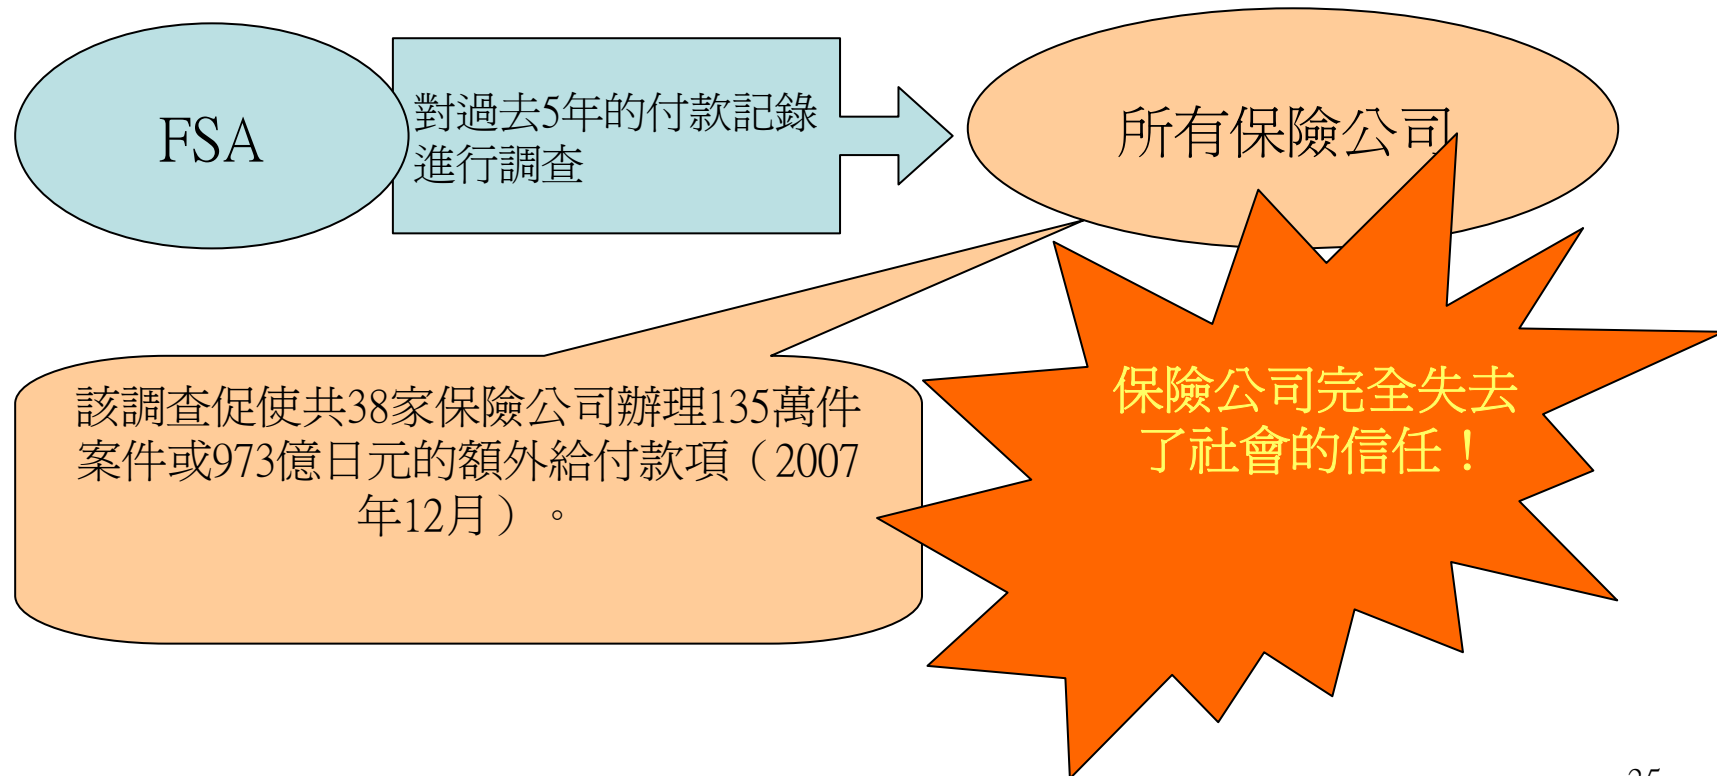 FSA
對過去5年的付款記錄
進行調查
所有保險公司
該調查促使共38家保險公司辦理135萬件
案件或973億日元的額外給付款項（2007
年12月）。
保險公司完全失去
了社會的信任！